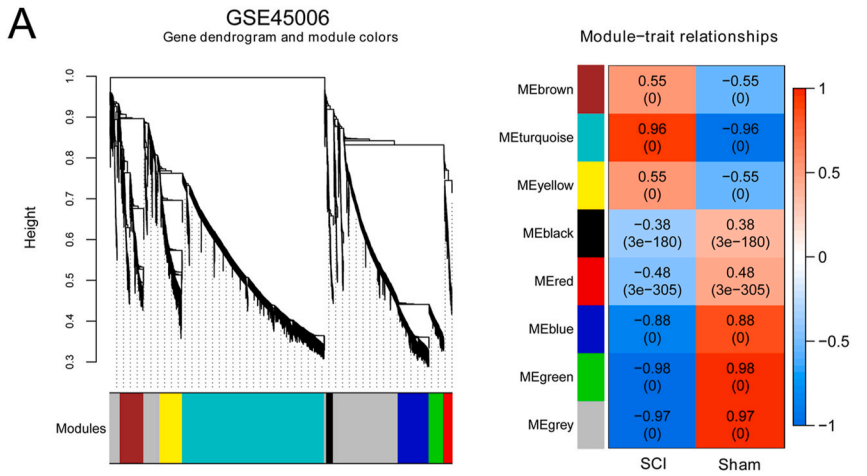 A
GSE45006
Gene dendrogram and module colors
Height
1.0
0.9
0.8
0.7
0.6
0.5
0.4
0.3
Modules
Module−trait relationships
MEbrown 0.55 −0.55
(0) (0)
MEturquoise 0.96 −0.96
(0) (0)
MEyellow 0.55 −0.55
(0) (0)
MEblack −0.38 0.38
(3e−180) (3e−180)
MEred −0.48 0.48
(3e−305) (3e−305)
MEblue −0.88 0.88
(0) (0)
MEgreen −0.98 0.98
(0) (0)
MEgrey −0.97 0.97
(0) (0)
SCI Sham
1
0.5
0
−0.5
−1